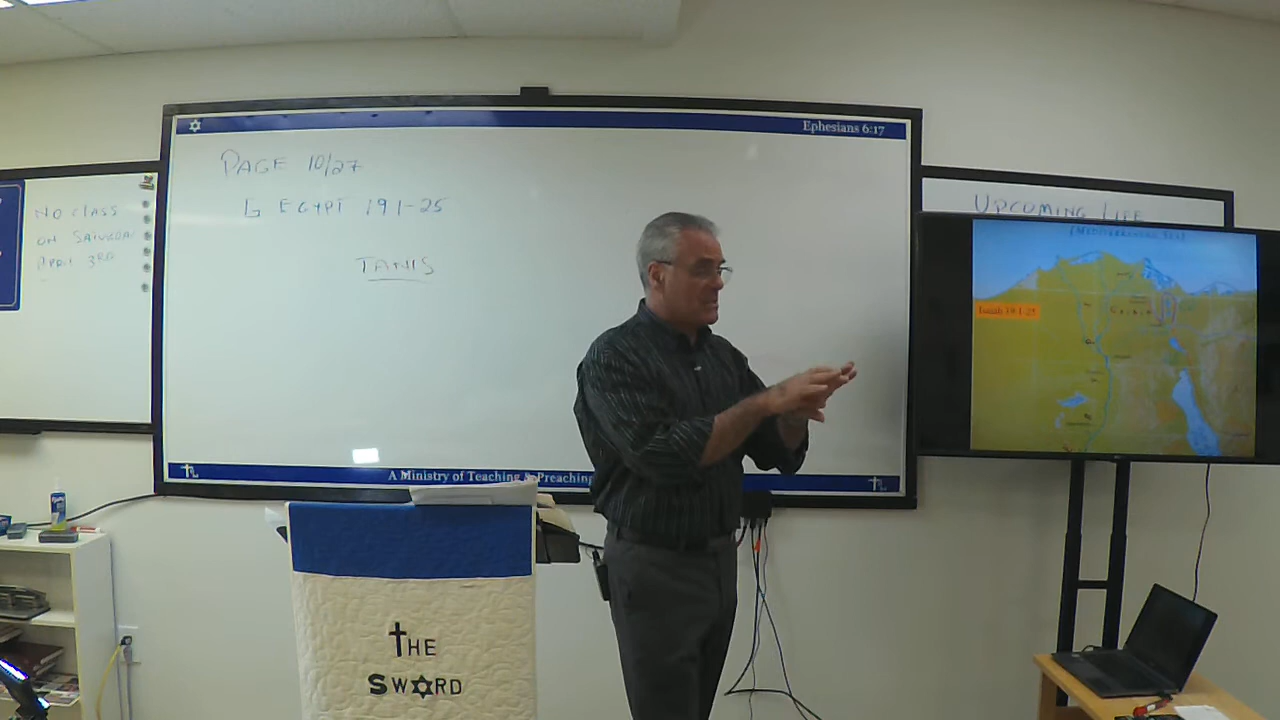 NO CLASS
ON SATURDAY
APRIL 3RD
Ephesians 6:17
PAGE 10/27
EGYPT 19 1-25
TANIS
A Ministry of Teaching & Preaching
UPCOMING LIFE
Isaiah 19:1-25
THE
SWORD